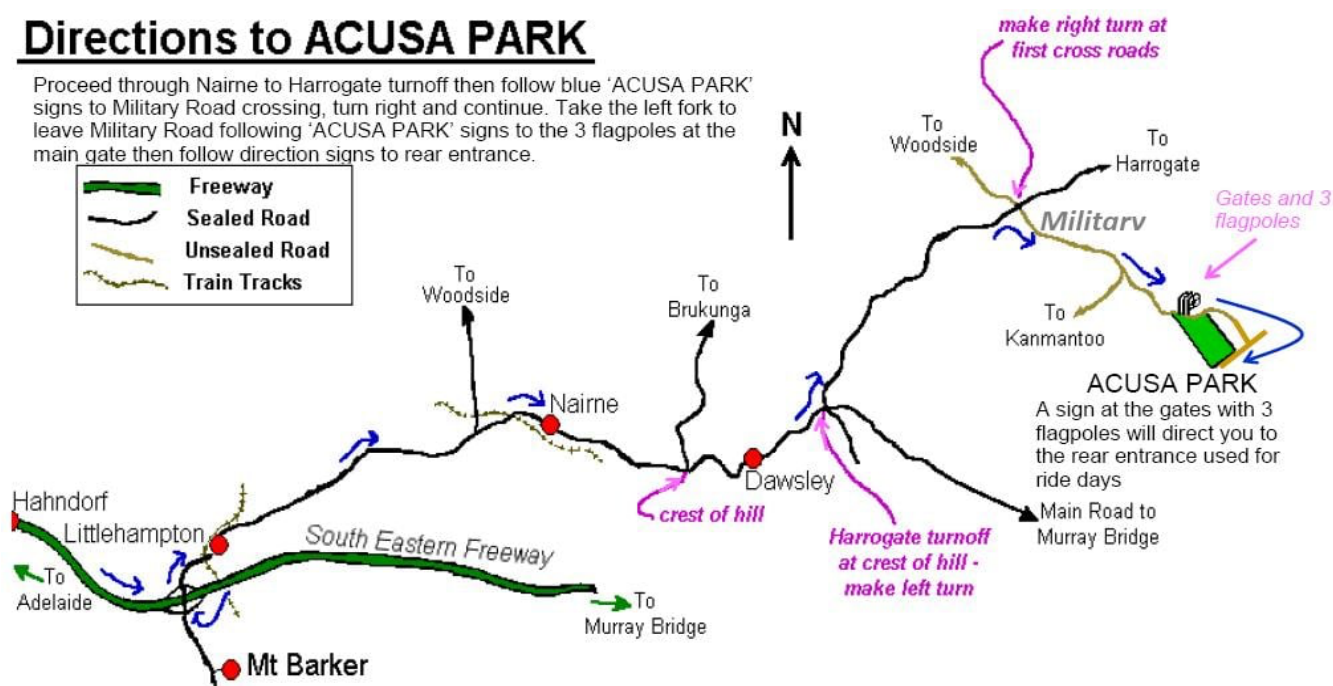 Directions to ACUSA PARK
Proceed through Nairne to Harrogate turnoff then follow blue ‘ACUSA PARK’
signs to Military Road crossing, turn right and continue. Take the left fork to
leave Military Road following ‘ACUSA PARK’ signs to the 3 flagpoles at the
main gate then follow direction signs to rear entrance.
Freeway
Sealed Road
Unsealed Road
Train Tracks
N
make right turn at
first cross roads
To
Woodside
To
Harrogate
Military
Gates and 3
flagpoles
To
Woodside
To
Brukunga
To
Kanmantoo
ACUSA PARK
A sign at the gates with 3
flagpoles will direct you to
the rear entrance used for
ride days
Nairne
Dawsley
crest of hill
Harrogate turnoff
at crest of hill -
make left turn
Main Road to
Murray Bridge
Hahndorf
Littlehampton
South Eastern Freeway
To
Adelaide
To
Murray Bridge
Mt Barker